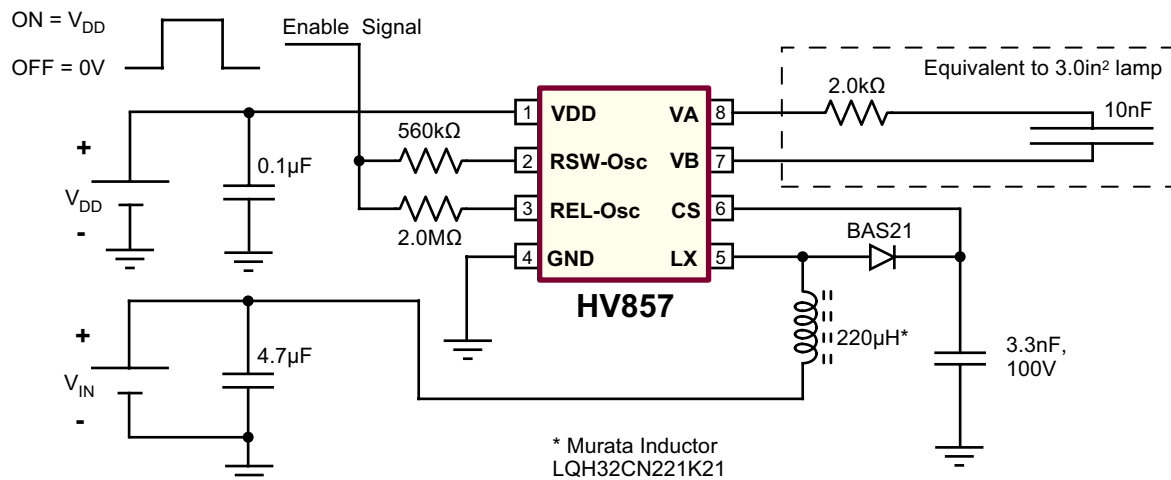 ON = VDD
OFF = 0V
Enable Signal
Equivalent to 3.0in² lamp
2.0kΩ
10nF
1
VDD
VA
8
560kΩ
2
RSW-Osc
VB
7
+
VDD
-
0.1µF
3
REL-Osc
CS
6
2.0MΩ
BAS21
4
GND
LX
5
HV857
+
VIN
-
4.7µF
220µH*
3.3nF,
100V
* Murata Inductor
LQH32CN221K21